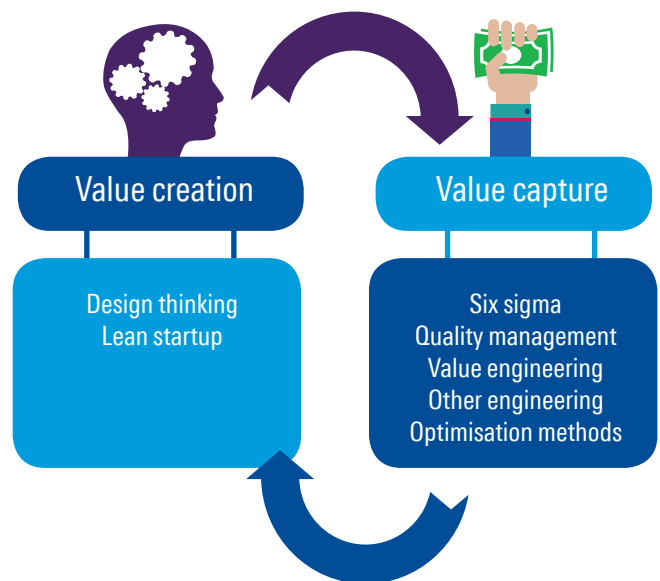 Value creation
Value capture
Design thinking
Lean startup
Six sigma
Quality management
Value engineering
Other engineering
Optimisation methods